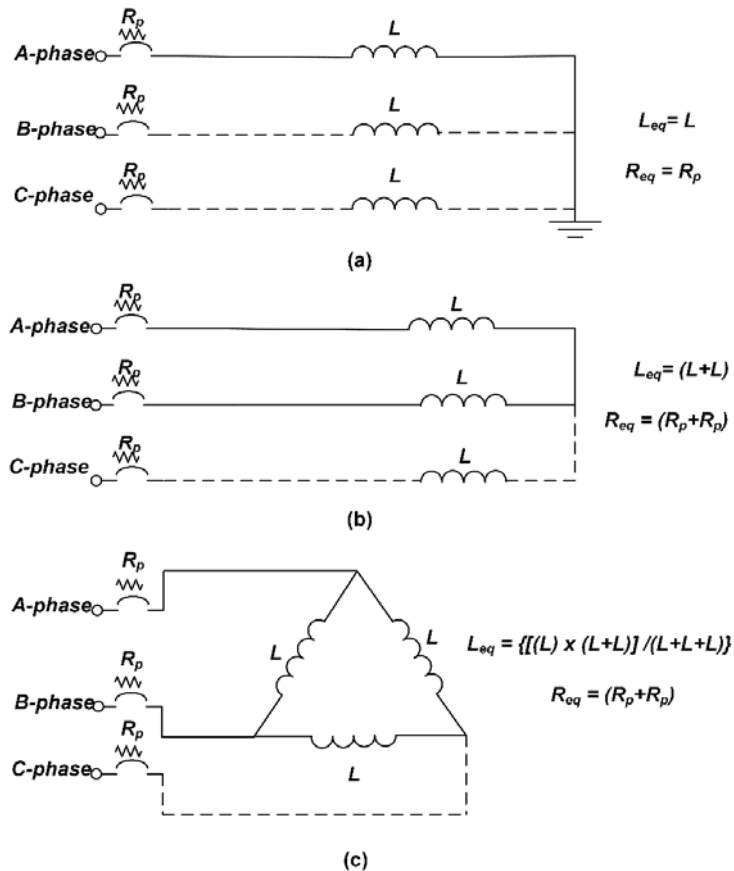 Rp
A-phase
L
Rp
B-phase
L
Leq= L
Rp
C-phase
L
Req = Rp
(a)
Rp
A-phase
L
Rp
B-phase
L
Leq= (L+L)
Req = (Rp+Rp)
Rp
C-phase
L
(b)
Rp
A-phase
L
L
Leq = {[[(L) x (L+L)] /(L+L+L)}
Rp
B-phase
Req = (Rp+Rp)
Rp
C-phase
L
(c)